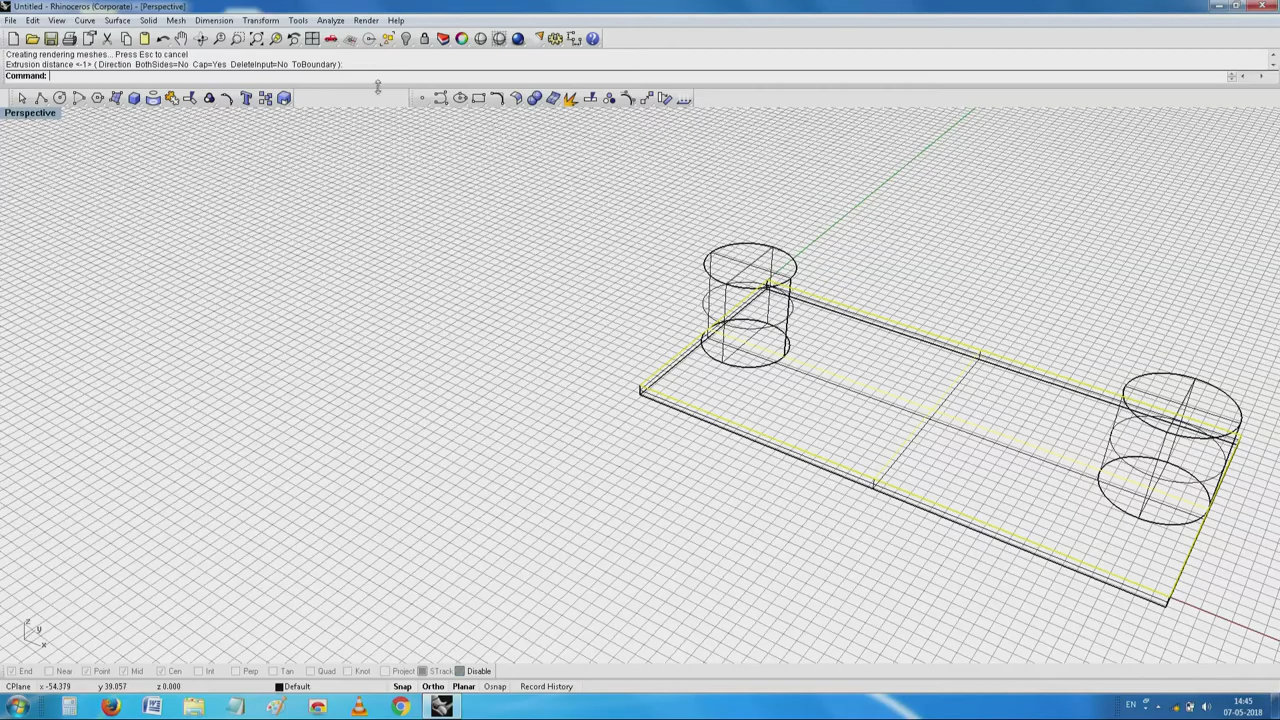 Untitled - Rhinoceros (Corporate) - [Perspective]
File Edit View Curve Surface Solid Mesh Dimension Transform Tools Analyze Render Help
Creating rendering meshes... Press Esc to cancel
Extrusion distance <-1> ( Direction BothSides=No Cap=Yes DeleteInput=No ToBoundary ):
Command:
Perspective
z
y
x
End Near Point Mid Cen Int Perp Tan Quad Knot Project STrack Disable
CPlane x -54.379 y 39.057 z 0.000 Default Snap Ortho Planar Osnap Record History
EN 14:45
07-05-2018